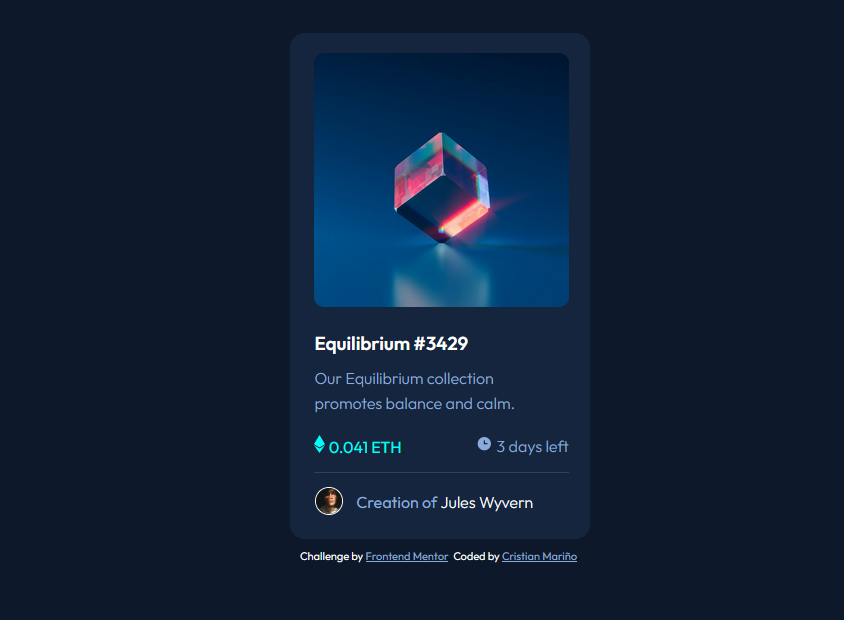 Equilibrium #3429
Our Equilibrium collection
promotes balance and calm.
0.041 ETH 3 days left
Creation of Jules Wyvern
Challenge by Frontend Mentor Coded by Cristian Mariño